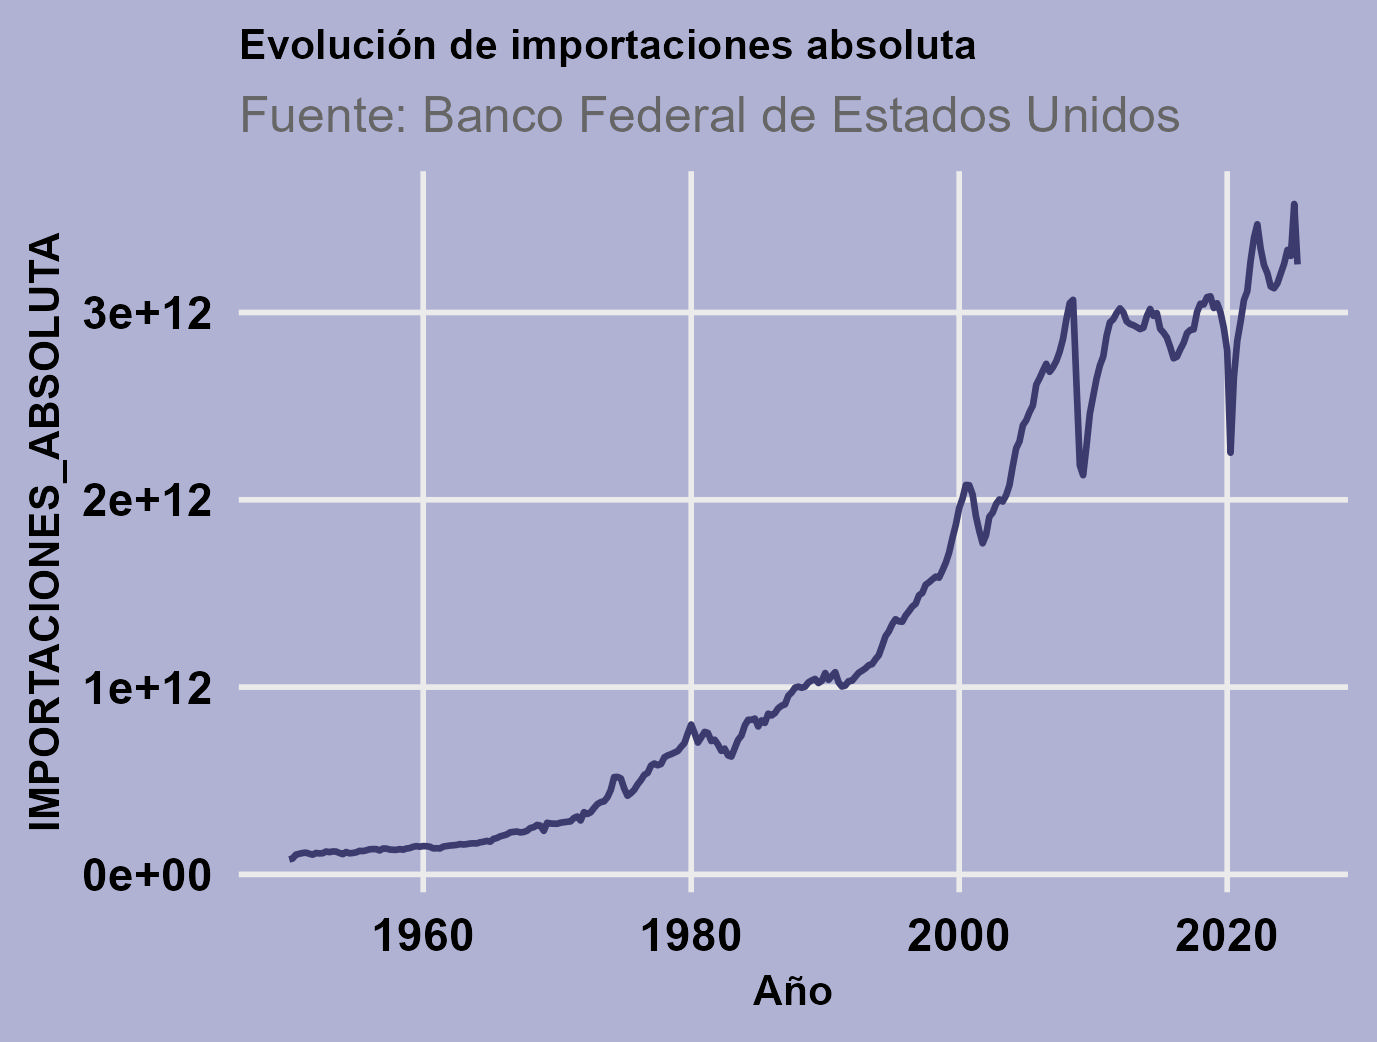 Evolución de importaciones absoluta
Fuente: Banco Federal de Estados Unidos
IMPORTACIONES_ABSOLUTA
3e+12
2e+12
1e+12
0e+00
1960
1980
2000
2020
Año